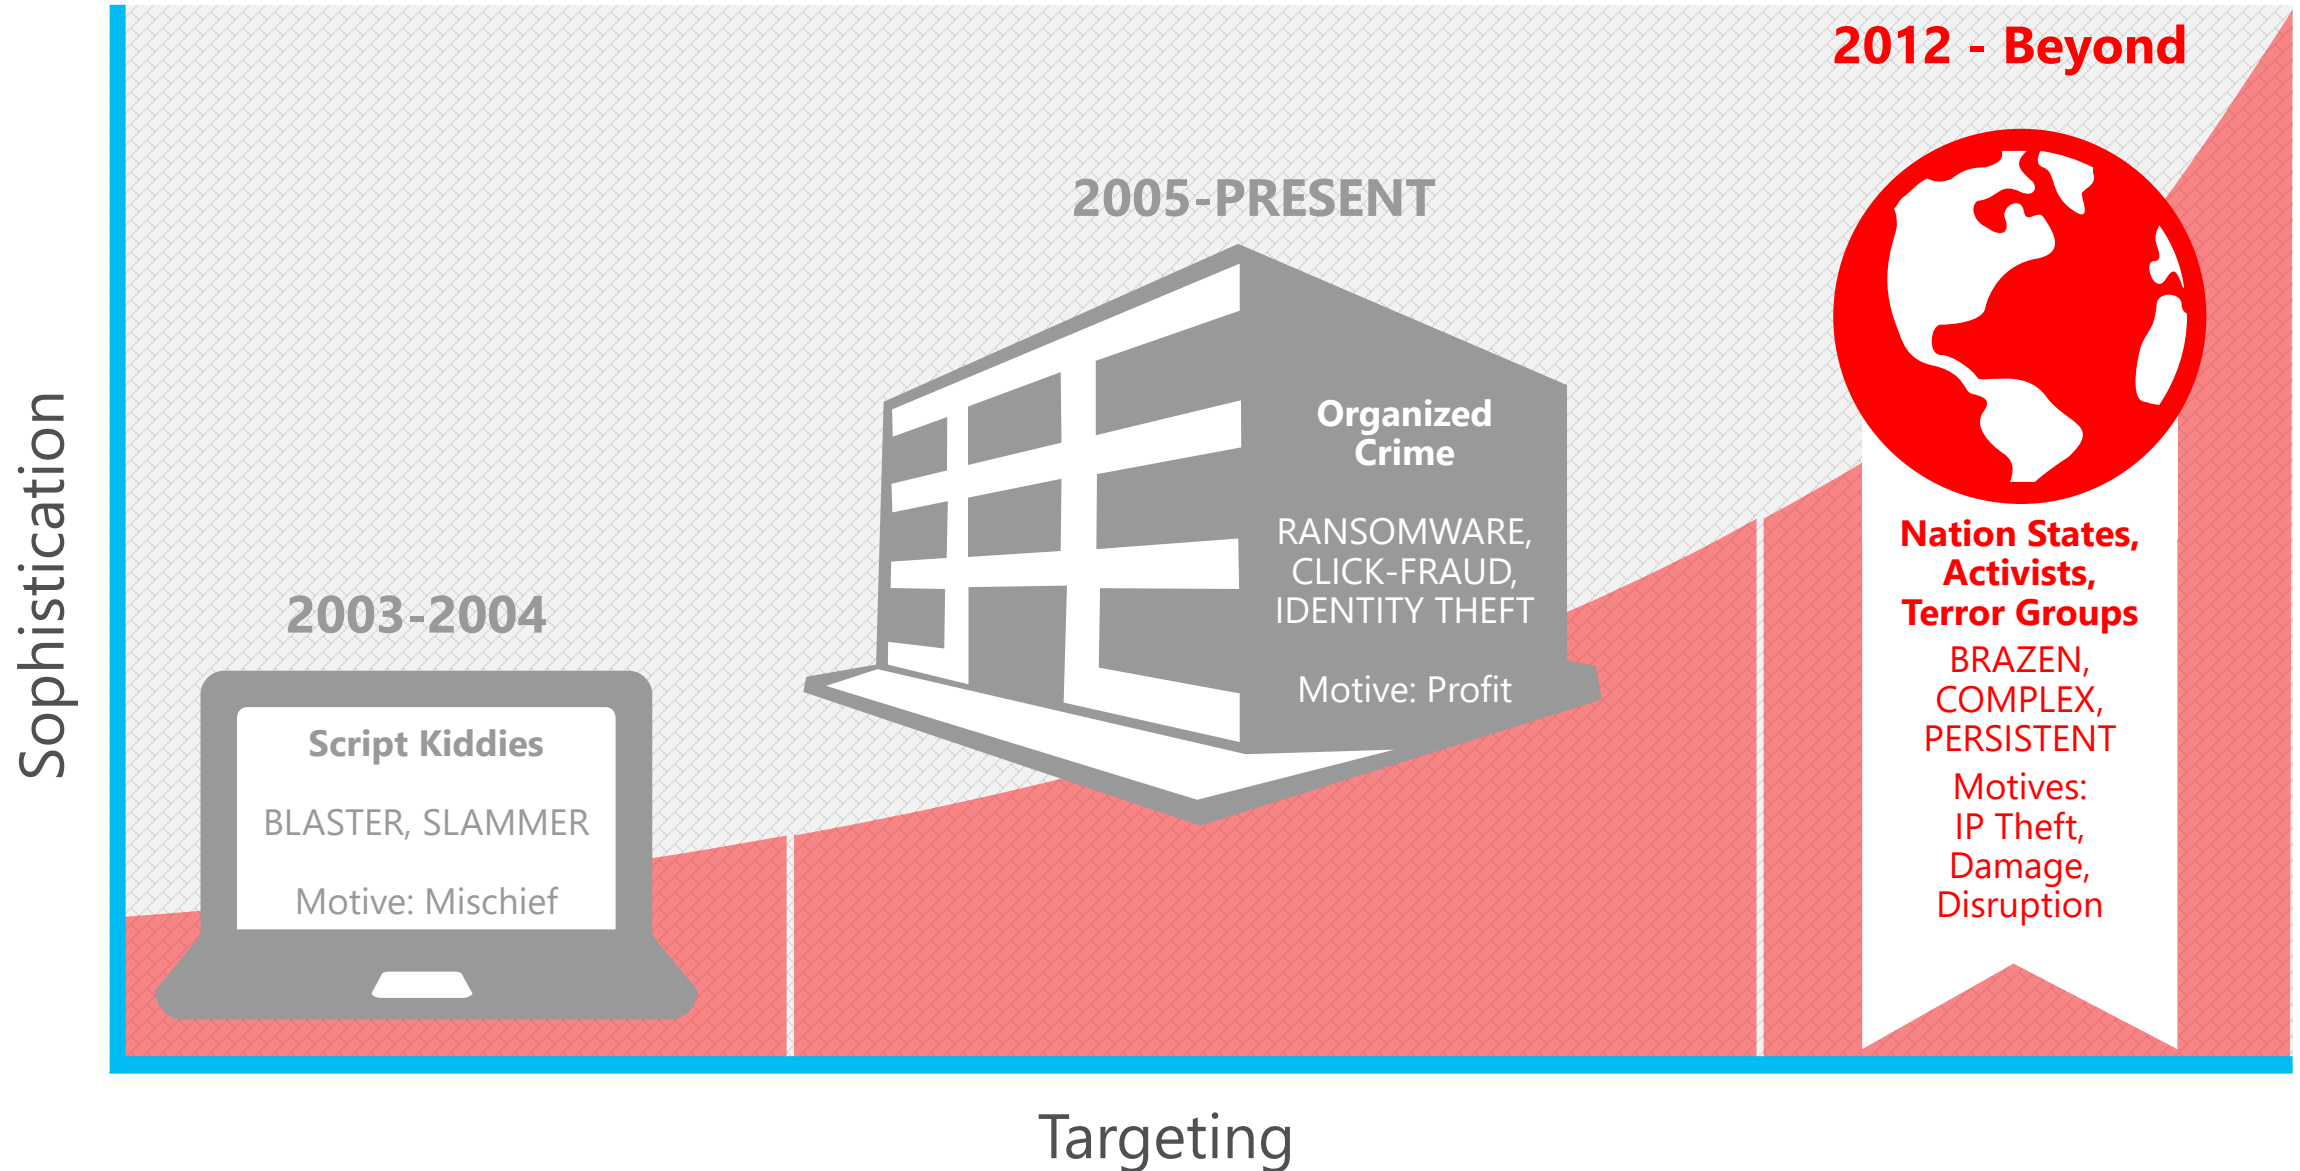 2012 - Beyond
2005-PRESENT
Organized
Crime
RANSOMWARE,
CLICK-FRAUD,
IDENTITY THEFT
Motive: Profit
2003-2004
Script Kiddies
BLASTER, SLAMMER
Motive: Mischief
Nation States,
Activists,
Terror Groups
BRAZEN,
COMPLEX,
PERSISTENT
Motives:
IP Theft,
Damage,
Disruption
Sophistication
Targeting